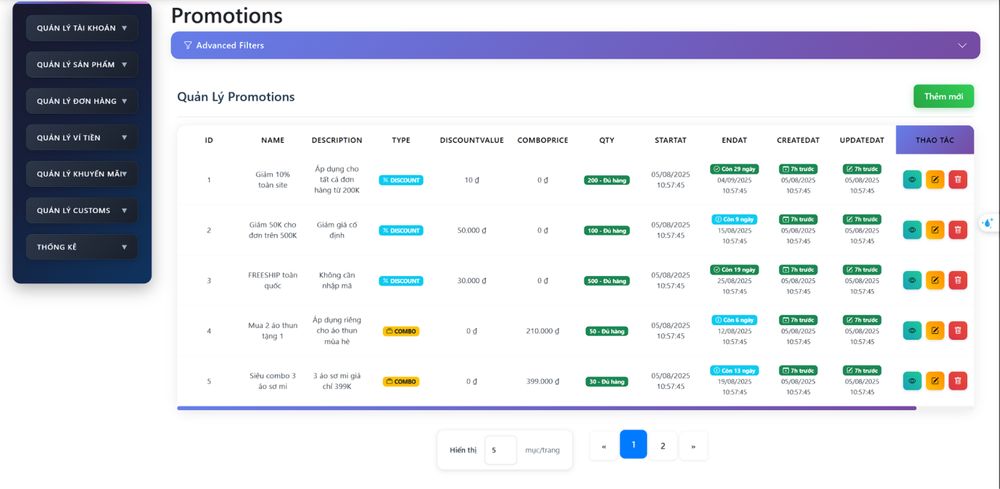 Promotions
QUẢN LÝ TÀI KHOẢN ▼
QUẢN LÝ SẢN PHẨM ▼
QUẢN LÝ ĐƠN HÀNG ▼
QUẢN LÝ VÍ TIỀN ▼
QUẢN LÝ KHUYẾN MÃI ▼
QUẢN LÝ CUSTOMS ▼
THỐNG KÊ ▼
Advanced Filters
Quản Lý Promotions
Thêm mới
ID NAME DESCRIPTION TYPE DISCOUNTVALUE COMBOPRICE QTY STARTAT ENDAT CREATEDAT UPDATEDAT THAO TÁC
1
Giảm 10%
toàn site
Áp dụng cho
tất cả đơn
hàng từ 200K
% DISCOUNT
10 ₫
0 ₫
200 - Đủ hàng
05/08/2025
10:57:45
Còn 29 ngày
04/09/2025
10:57:45
7h trước
05/08/2025
10:57:45
7h trước
05/08/2025
10:57:45
2
Giảm 50K cho
đơn trên 500K
Giảm giá cố
định
% DISCOUNT
50.000 ₫
0 ₫
100 - Đủ hàng
05/08/2025
10:57:45
Còn 9 ngày
15/08/2025
10:57:45
7h trước
05/08/2025
10:57:45
7h trước
05/08/2025
10:57:45
3
FREESHIP toàn
quốc
Không cần
nhập mã
% DISCOUNT
30.000 ₫
0 ₫
500 - Đủ hàng
05/08/2025
10:57:45
Còn 19 ngày
25/08/2025
10:57:45
7h trước
05/08/2025
10:57:45
7h trước
05/08/2025
10:57:45
4
Mua 2 áo thun
tặng 1
Áp dụng riêng
cho áo thun
mùa hè
COMBO
0 ₫
210.000 ₫
50 - Đủ hàng
05/08/2025
10:57:45
Còn 6 ngày
12/08/2025
10:57:45
7h trước
05/08/2025
10:57:45
7h trước
05/08/2025
10:57:45
5
Siêu combo 3
áo sơ mi
3 áo sơ mi giá
chỉ 399K
COMBO
0 ₫
399.000 ₫
30 - Đủ hàng
05/08/2025
10:57:45
Còn 13 ngày
19/08/2025
10:57:45
7h trước
05/08/2025
10:57:45
7h trước
05/08/2025
10:57:45
Hiển thị 5 mục/trang
« 1 2 »